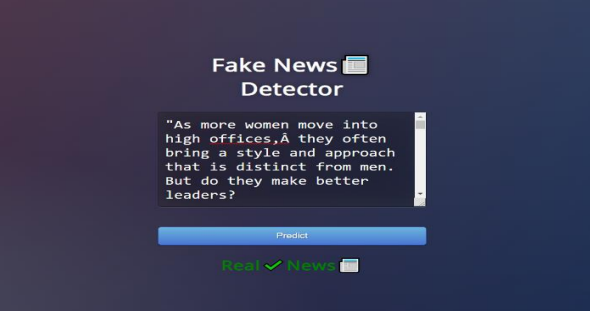 Fake News
Detector
"As more women move into
high offices,Â they often
bring a style and approach
that is distinct from men.
But do they make better
leaders?
Predict
Real ✔ News